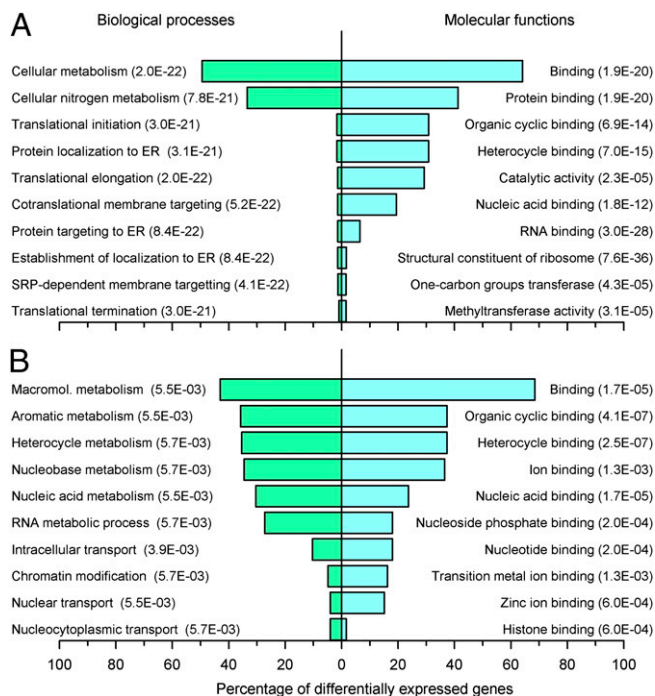 Biological processes Molecular functions
A
Cellular metabolism (2.0E-22) Binding (1.9E-20)
Cellular nitrogen metabolism (7.8E-21) Protein binding (1.9E-20)
Translational initiation (3.0E-21) Organic cyclic binding (6.9E-14)
Protein localization to ER (3.1E-21) Heterocycle binding (7.0E-15)
Translational elongation (2.0E-22) Catalytic activity (2.3E-05)
Cotranslational membrane targeting (5.2E-22) Nucleic acid binding (1.8E-12)
Protein targeting to ER (8.4E-22) RNA binding (3.0E-28)
Establishment of localization to ER (8.4E-22) Structural constituent of ribosome (7.6E-36)
SRP-dependent membrane targetting (4.1E-22) One-carbon groups transferase (4.3E-05)
Translational termination (3.0E-21) Methyltransferase activity (3.1E-05)
100 80 60 40 20 0 20 40 60 80 100
B
Macromol. metabolism (5.5E-03) Binding (1.7E-05)
Aromatic metabolism (5.5E-03) Organic cyclic binding (4.1E-07)
Heterocycle metabolism (5.7E-03) Heterocycle binding (2.5E-07)
Nucleobase metabolism (5.7E-03) Ion binding (1.3E-03)
Nucleic acid metabolism (5.5E-03) Nucleic acid binding (1.7E-05)
RNA metabolic process (5.7E-03) Nucleoside phosphate binding (2.0E-04)
Intracellular transport (3.9E-03) Nucleotide binding (2.0E-04)
Chromatin modification (5.7E-03) Transition metal ion binding (1.3E-03)
Nuclear transport (5.5E-03) Zinc ion binding (6.0E-04)
Nucleocytoplasmic transport (5.7E-03) Histone binding (6.0E-04)
100 80 60 40 20 0 20 40 60 80 100
Percentage of differentially expressed genes